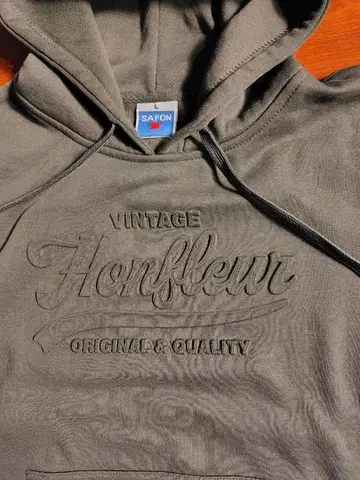 L
SAFON
VINTAGE
Honfleur
ORIGINAL & QUALITY